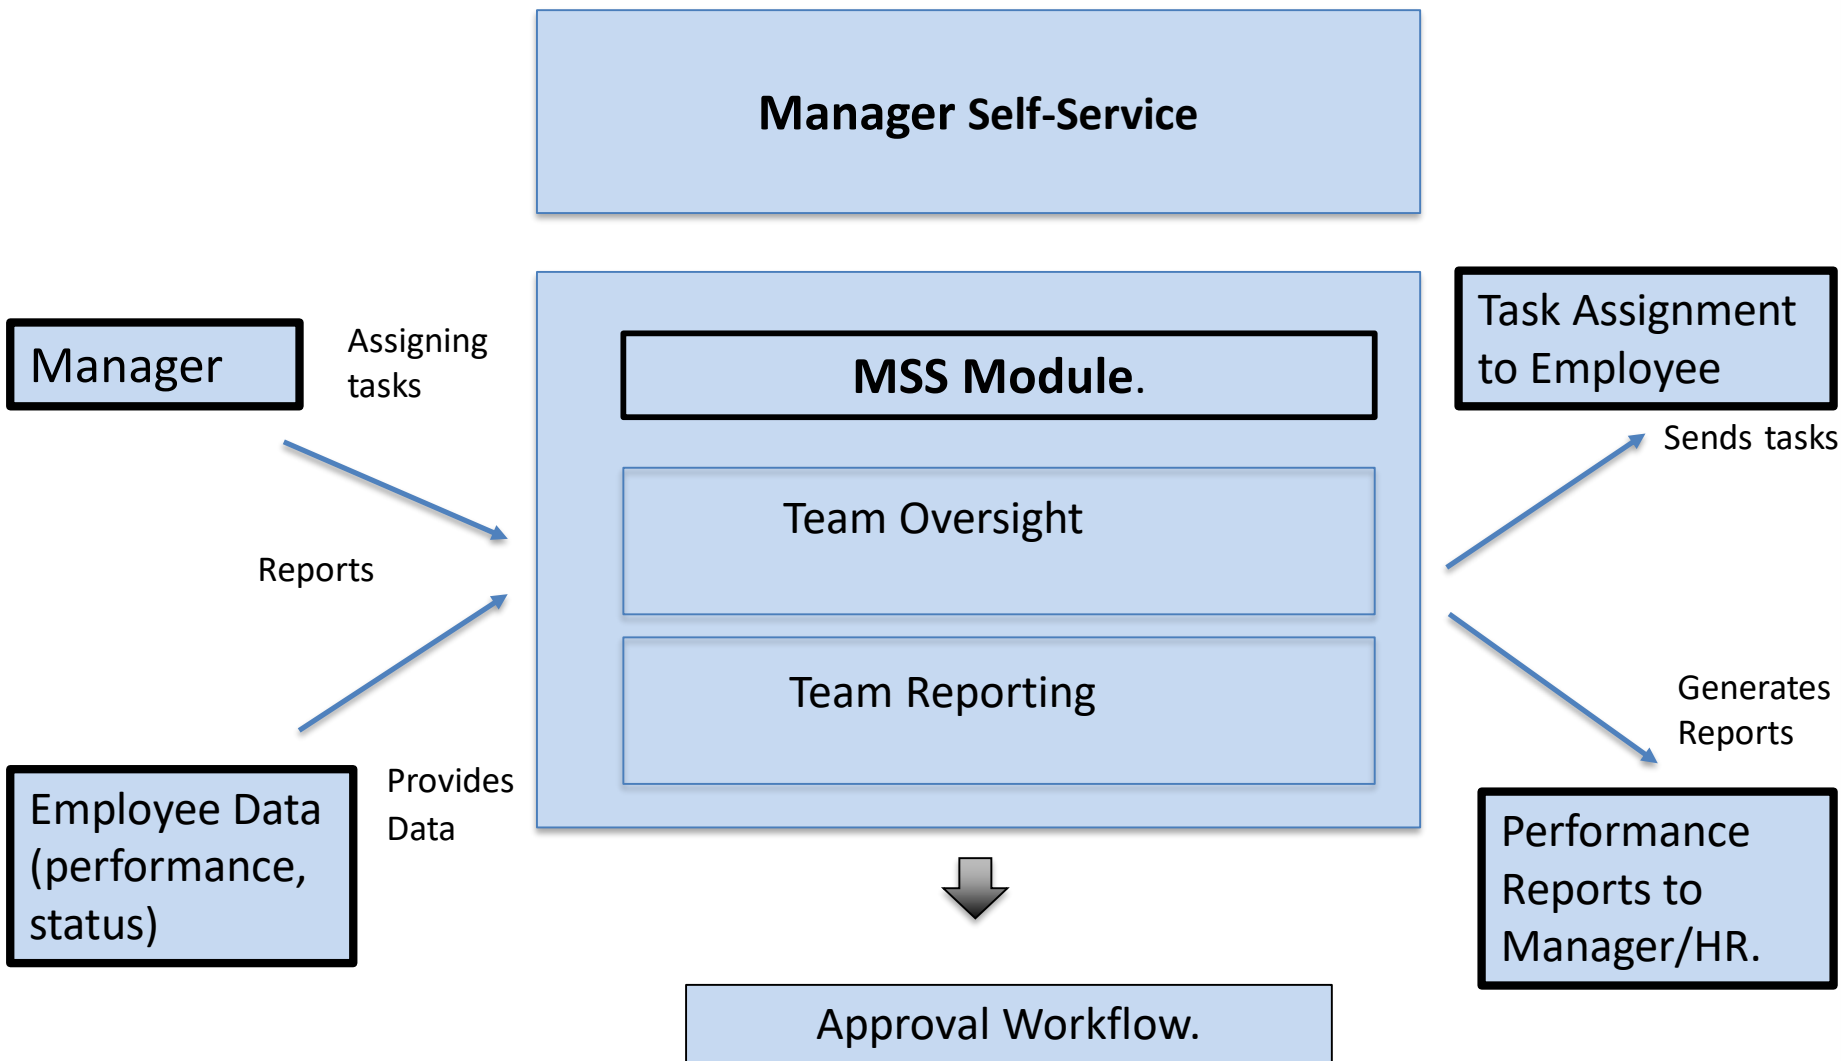 Manager Self-Service
Manager
Assigning
tasks
Reports
Employee Data
(performance,
status)
Provides
Data
MSS Module.
Team Oversight
Team Reporting
Task Assignment
to Employee
Sends tasks
Generates
Reports
Performance
Reports to
Manager/HR.
Approval Workflow.